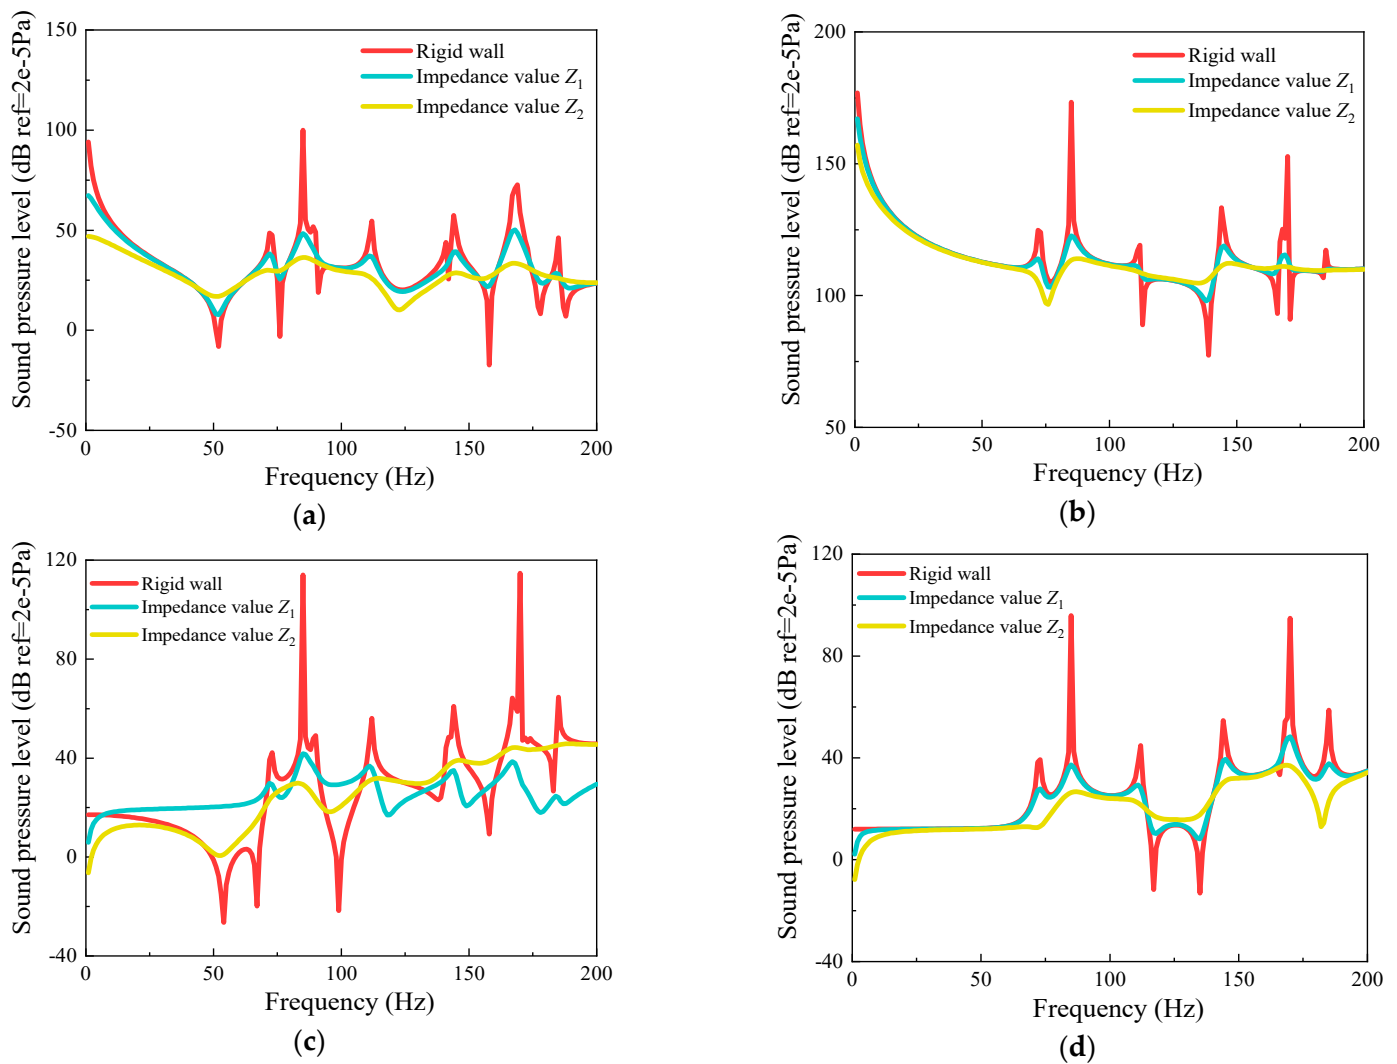 150
100
50
0
-50
Sound pressure level (dB ref=2e-5Pa)
Rigid wall
Impedance value Z1
Impedance value Z2
0 50 100 150 200
Frequency (Hz)
(a)
200
150
100
50
Sound pressure level (dB ref=2e-5Pa)
Rigid wall
Impedance value Z1
Impedance value Z2
0 50 100 150 200
Frequency (Hz)
(b)
120
80
40
0
-40
Sound pressure level (dB ref=2e-5Pa)
Rigid wall
Impedance value Z1
Impedance value Z2
0 50 100 150 200
Frequency (Hz)
(c)
120
80
40
0
-40
Sound pressure level (dB ref=2e-5Pa)
Rigid wall
Impedance value Z1
Impedance value Z2
0 50 100 150 200
Frequency (Hz)
(d)